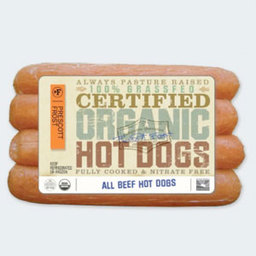 ALWAYS PASTURE RAISED
100% GRASSFED
CERTIFIED
ORGANIC
HOT DOGS
FULLY COOKED & NITRATE FREE
PF
PRESCOTT
FROST
KEEP
REFRIGERATED
OR FROZEN
ALL BEEF HOT DOGS